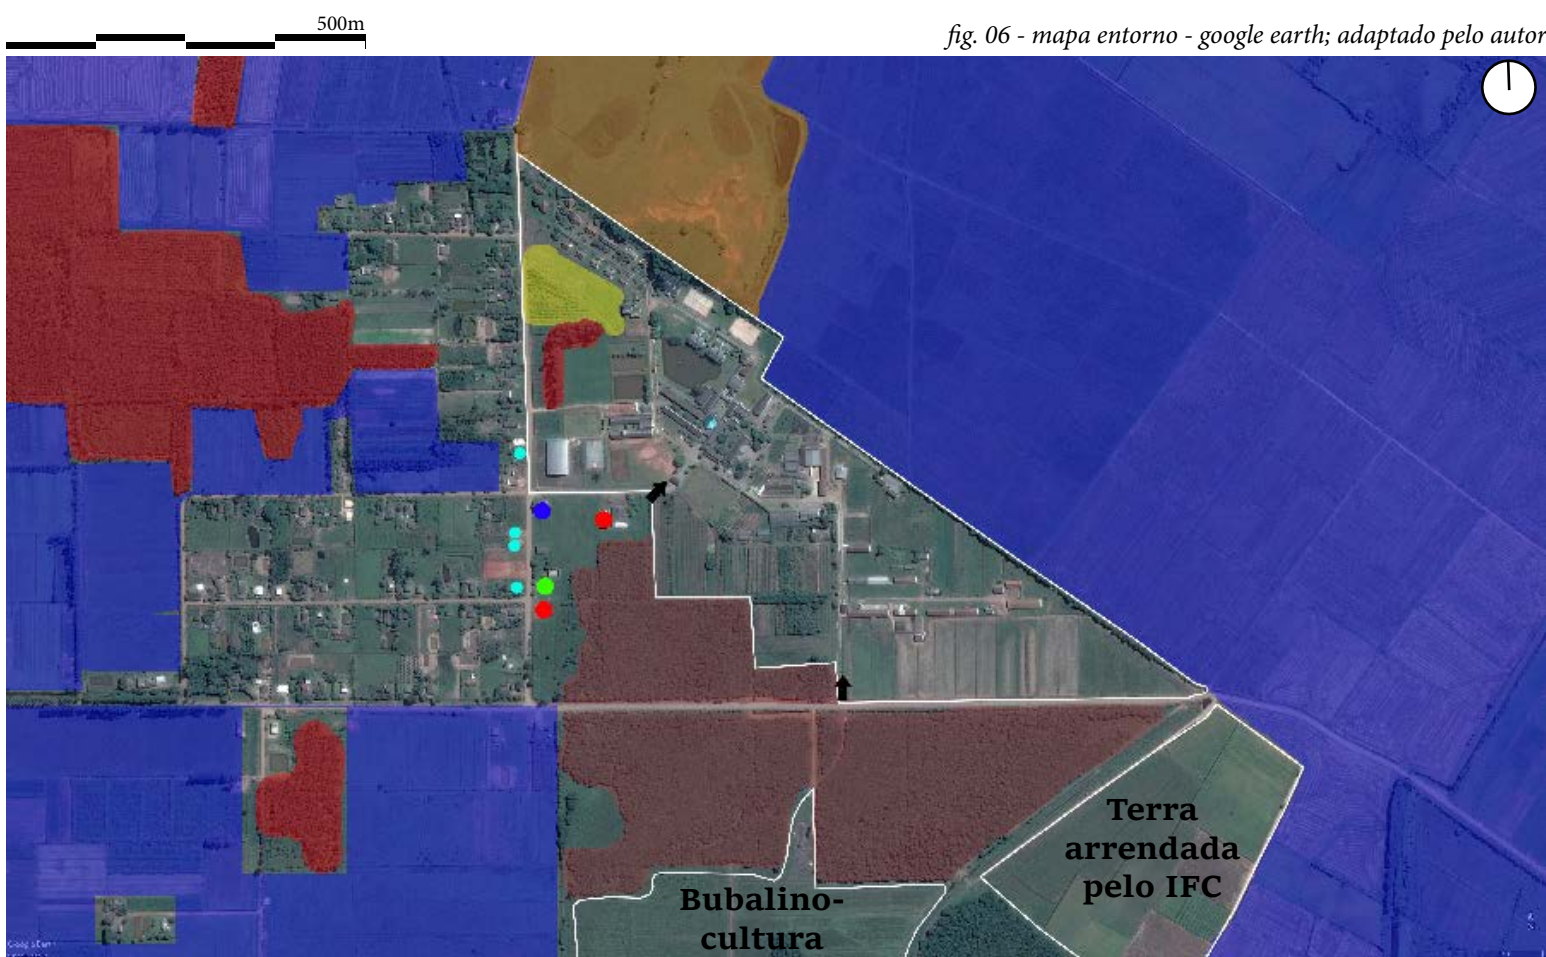 500m
fig. 06 - mapa entorno - google earth; adaptado pelo autor
Terra
arrendada
pelo IFC
Bubalino-
cultura